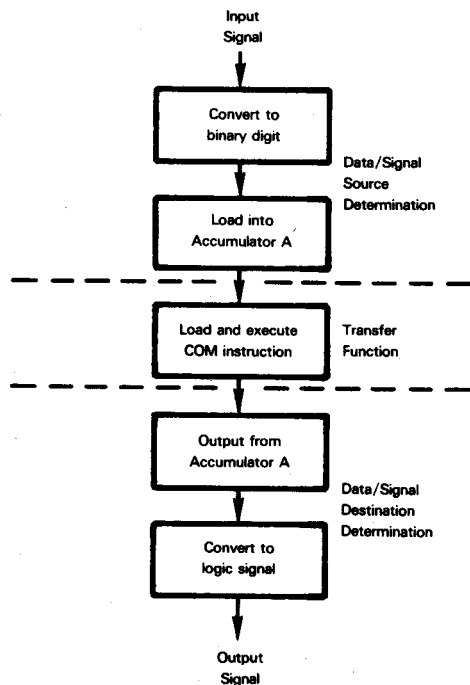 Input
Signal
Convert to
binary digit
Data/Signal
Source
Determination
Load into
Accumulator A
Load and execute
COM instruction
Transfer
Function
Output from
Accumulator A
Data/Signal
Destination
Determination
Convert to
logic signal
Output
Signal